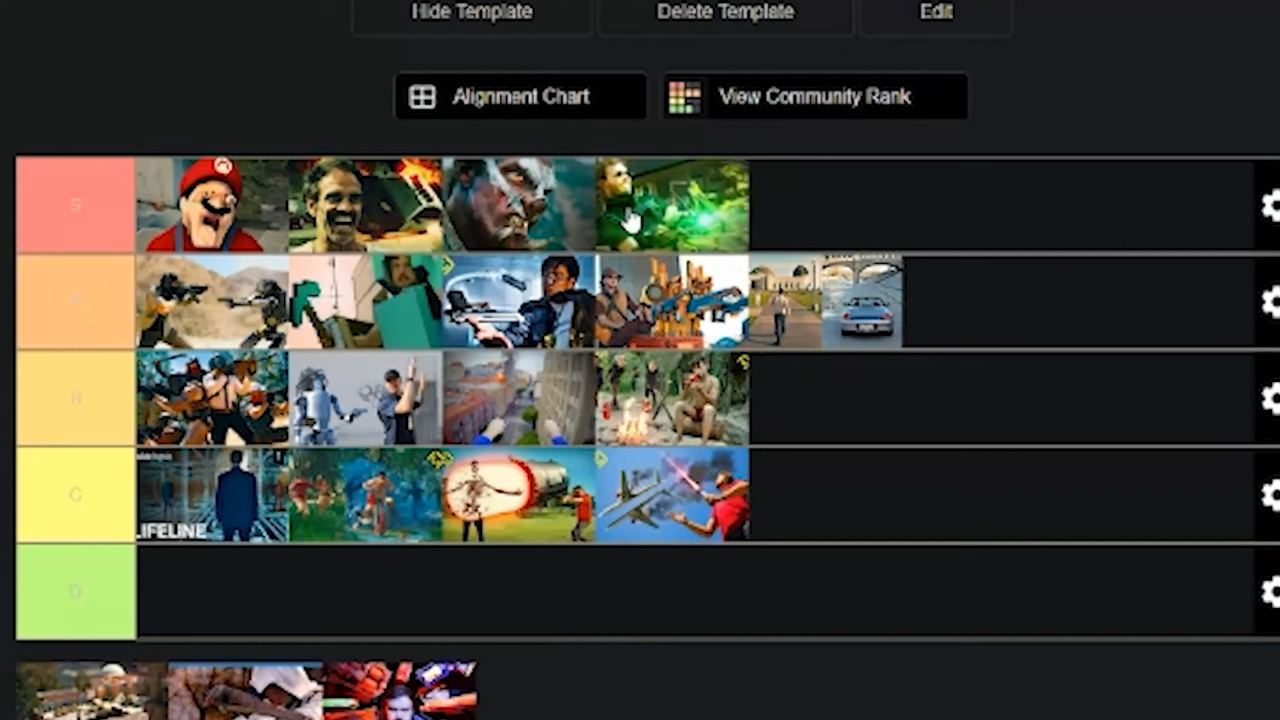 Hide Template Delete Template Edit
Alignment Chart View Community Rank
S
A
B
C
LIFELINE
D